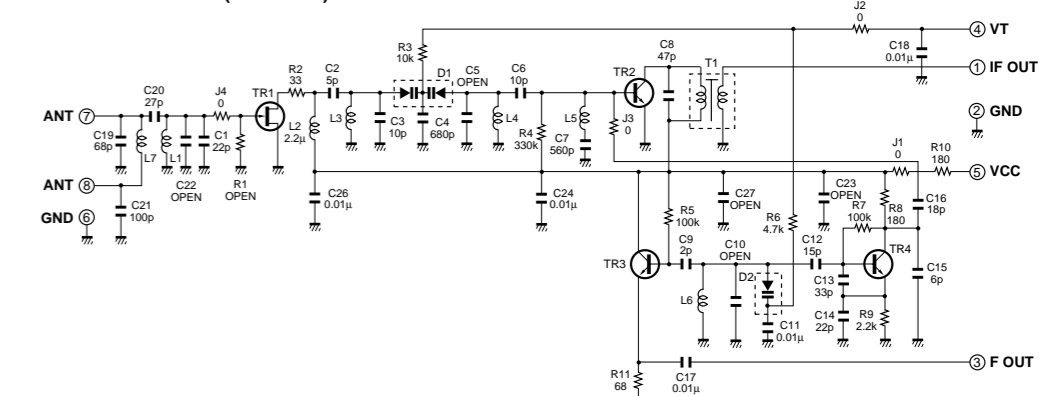 J2
0
4 VT
R3
10k
C8
47p
C18
0.01μ
T1
1 IF OUT
R2
33
C2
5p
D1
C5
OPEN
C6
10p
TR2
C20
27p
J4
0
TR1
ANT 7
2 GND
C19
68p
L7
L1
C1
22p
L2
2.2μ
L3
C3
10p
C4
680p
L4
R4
330k
L5
C7
560p
J3
0
J1
0
R10
180
ANT 8
C22
OPEN
R1
OPEN
5 VCC
C21
100p
GND 6
C26
0.01μ
C24
0.01μ
C27
OPEN
C23
OPEN
R8
180
C16
18p
R5
100k
R6
4.7k
R7
100k
TR3
C9
2p
C10
OPEN
C12
15p
TR4
D2
C13
33p
C15
6p
L6
C11
0.01μ
C14
22p
R9
2.2k
3 F OUT
R11
68
C17
0.01μ